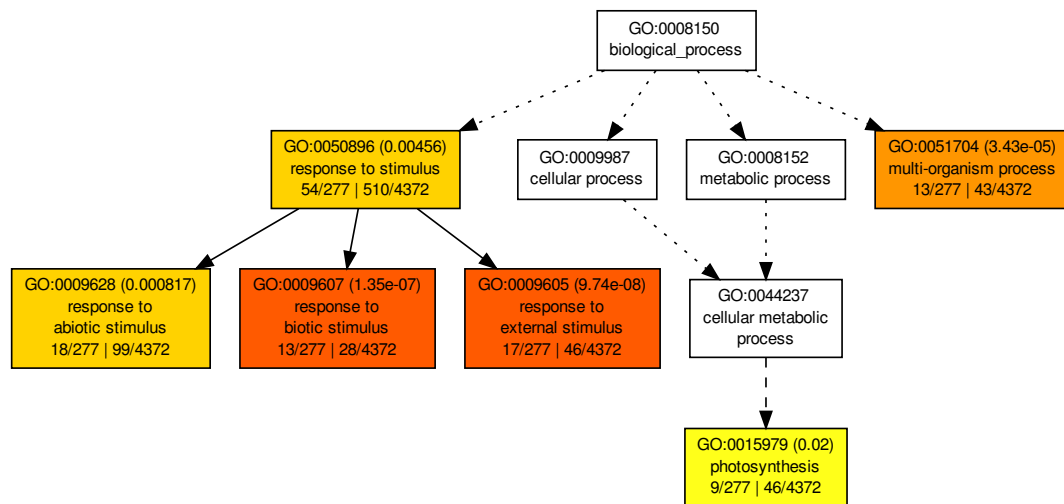 GO:0008150
biological_process
GO:0050896 (0.00456)
response to stimulus
54/277 | 510/4372
GO:0009987
cellular process
GO:0008152
metabolic process
GO:0051704 (3.43e-05)
multi-organism process
13/277 | 43/4372
GO:0009628 (0.000817)
response to
abiotic stimulus
18/277 | 99/4372
GO:0009607 (1.35e-07)
response to
biotic stimulus
13/277 | 28/4372
GO:0009605 (9.74e-08)
response to
external stimulus
17/277 | 46/4372
GO:0044237
cellular metabolic
process
GO:0015979 (0.02)
photosynthesis
9/277 | 46/4372